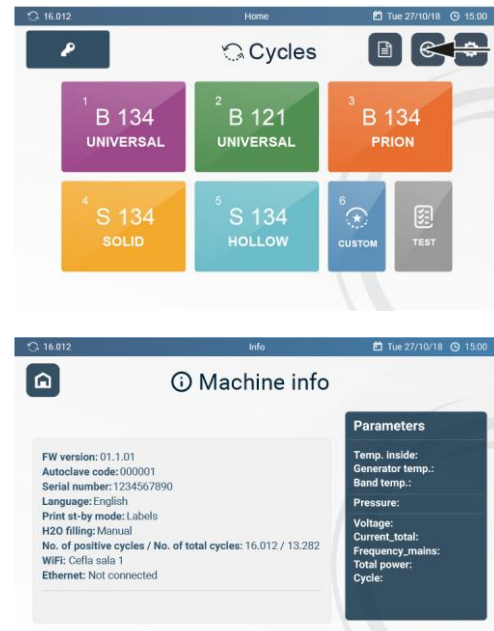 16.012 Home Tue 27/10/18 15:00
Cycles
1 2 3
B 134 B 121 B 134
UNIVERSAL UNIVERSAL PRION
4 5 6
S 134 S 134
SOLID HOLLOW CUSTOM TEST
16.012 Info Tue 27/10/18 15:00
Machine info
FW version: 01.1.01
Autoclave code: 000001
Serial number: 1234567890
Language: English
Print st-by mode: Labels
H2O filling: Manual
No. of positive cycles / No. of total cycles: 16.012 / 13.282
WiFi: Cefla sala 1
Ethernet: Not connected
Parameters
Temp. inside:
Generator temp.:
Band temp.:
Pressure:
Voltage:
Current_total:
Frequency_mains:
Total power:
Cycle: